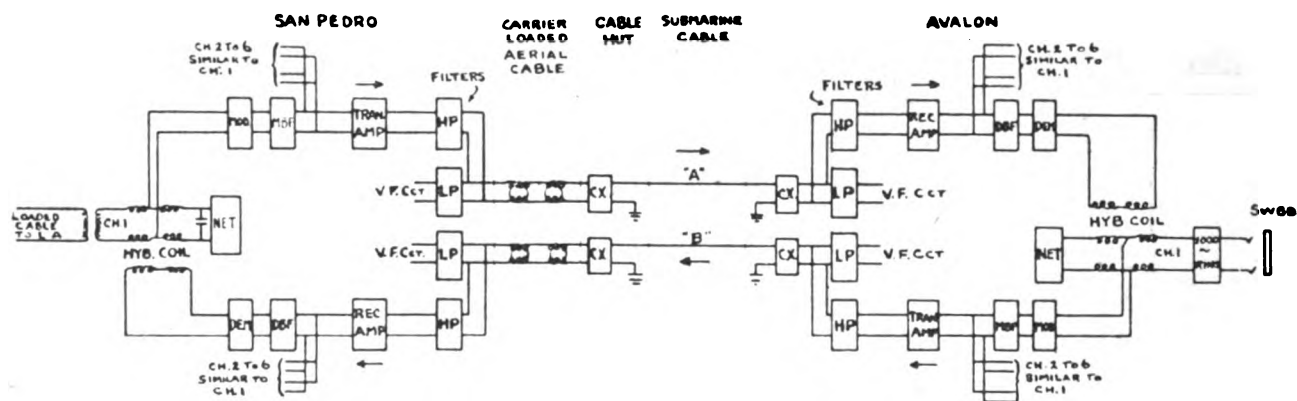 SAN PEDRO
CARRIER LOADED AERIAL CABLE
CABLE HUT
SUBMARINE CABLE
AVALON
CH. 2 TO 6
SIMILAR TO
CH. 1
FILTERS
MOD
MBF
TRAN.
AMP
HP
LP
V.F. CCT
CX
"A"
LOADED
CABLE
TO L A
CH. 1
NET
HYB. COIL
V.F. CCT.
LP
CX
"B"
DEM
DBF
REC
AMP
HP
CH. 2 TO 6
SIMILAR TO
CH. 1
CH. 2 TO 6
SIMILAR TO
CH. 1
FILTERS
HP
REC
AMP
DBF
DEM
CX
LP
V.F. CCT
HYB COIL
SWBD
NET
CH. 1
1000
~
CX
LP
V.F. CCT
HP
TRAN.
AMP
MBF
MOD
CH. 2 TO 6
SIMILAR TO
CH. 1